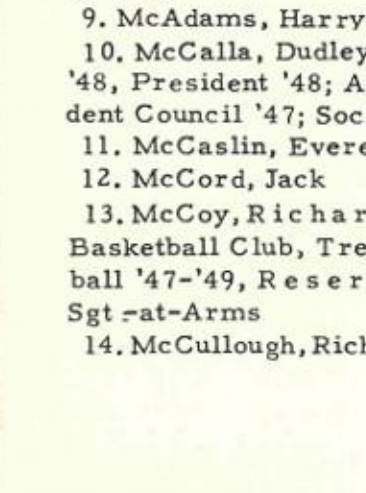 9. McAdams, Harry
10. McCalla, Dudley
'48, President '48; A
dent Council '47; Soc
11. McCaslin, Evere
12. McCord, Jack
13. McCoy, Richar
Basketball Club, Tre
ball '47-'49, Reser
Sgt -at-Arms
14. McCullough, Rich